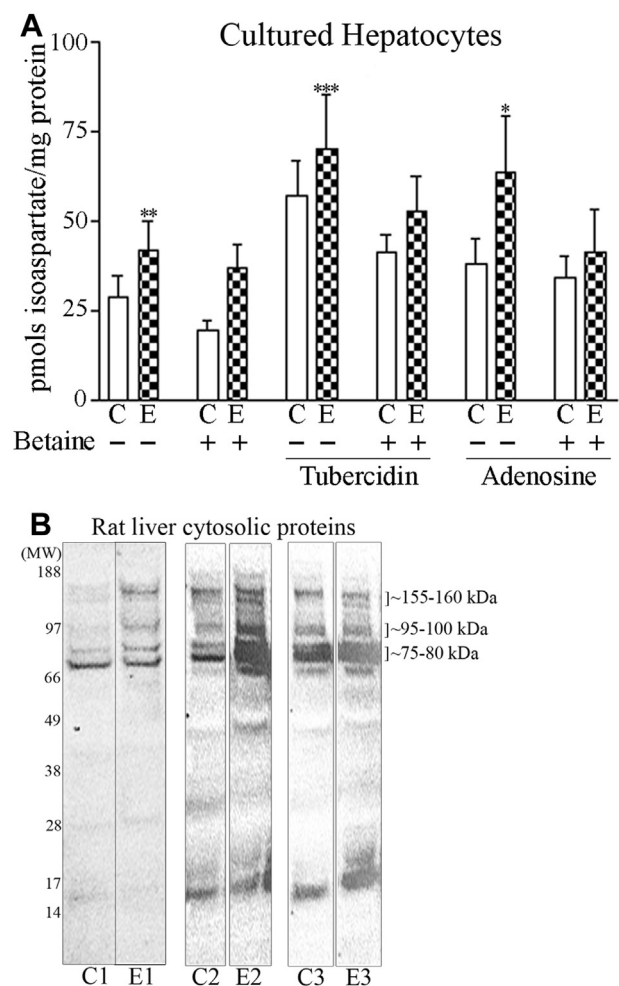 A
Cultured Hepatocytes
pmols isoaspartate/mg protein
100
75
50
25
0
** *** *
C E C E C E C E C E C E
Betaine − − + + − − + + − − + +
Tubercidin Adenosine
B
Rat liver cytosolic proteins
(MW)
188
97
66
49
38
28
17
14
]~155-160 kDa
]~95-100 kDa
]~75-80 kDa
C1 E1 C2 E2 C3 E3